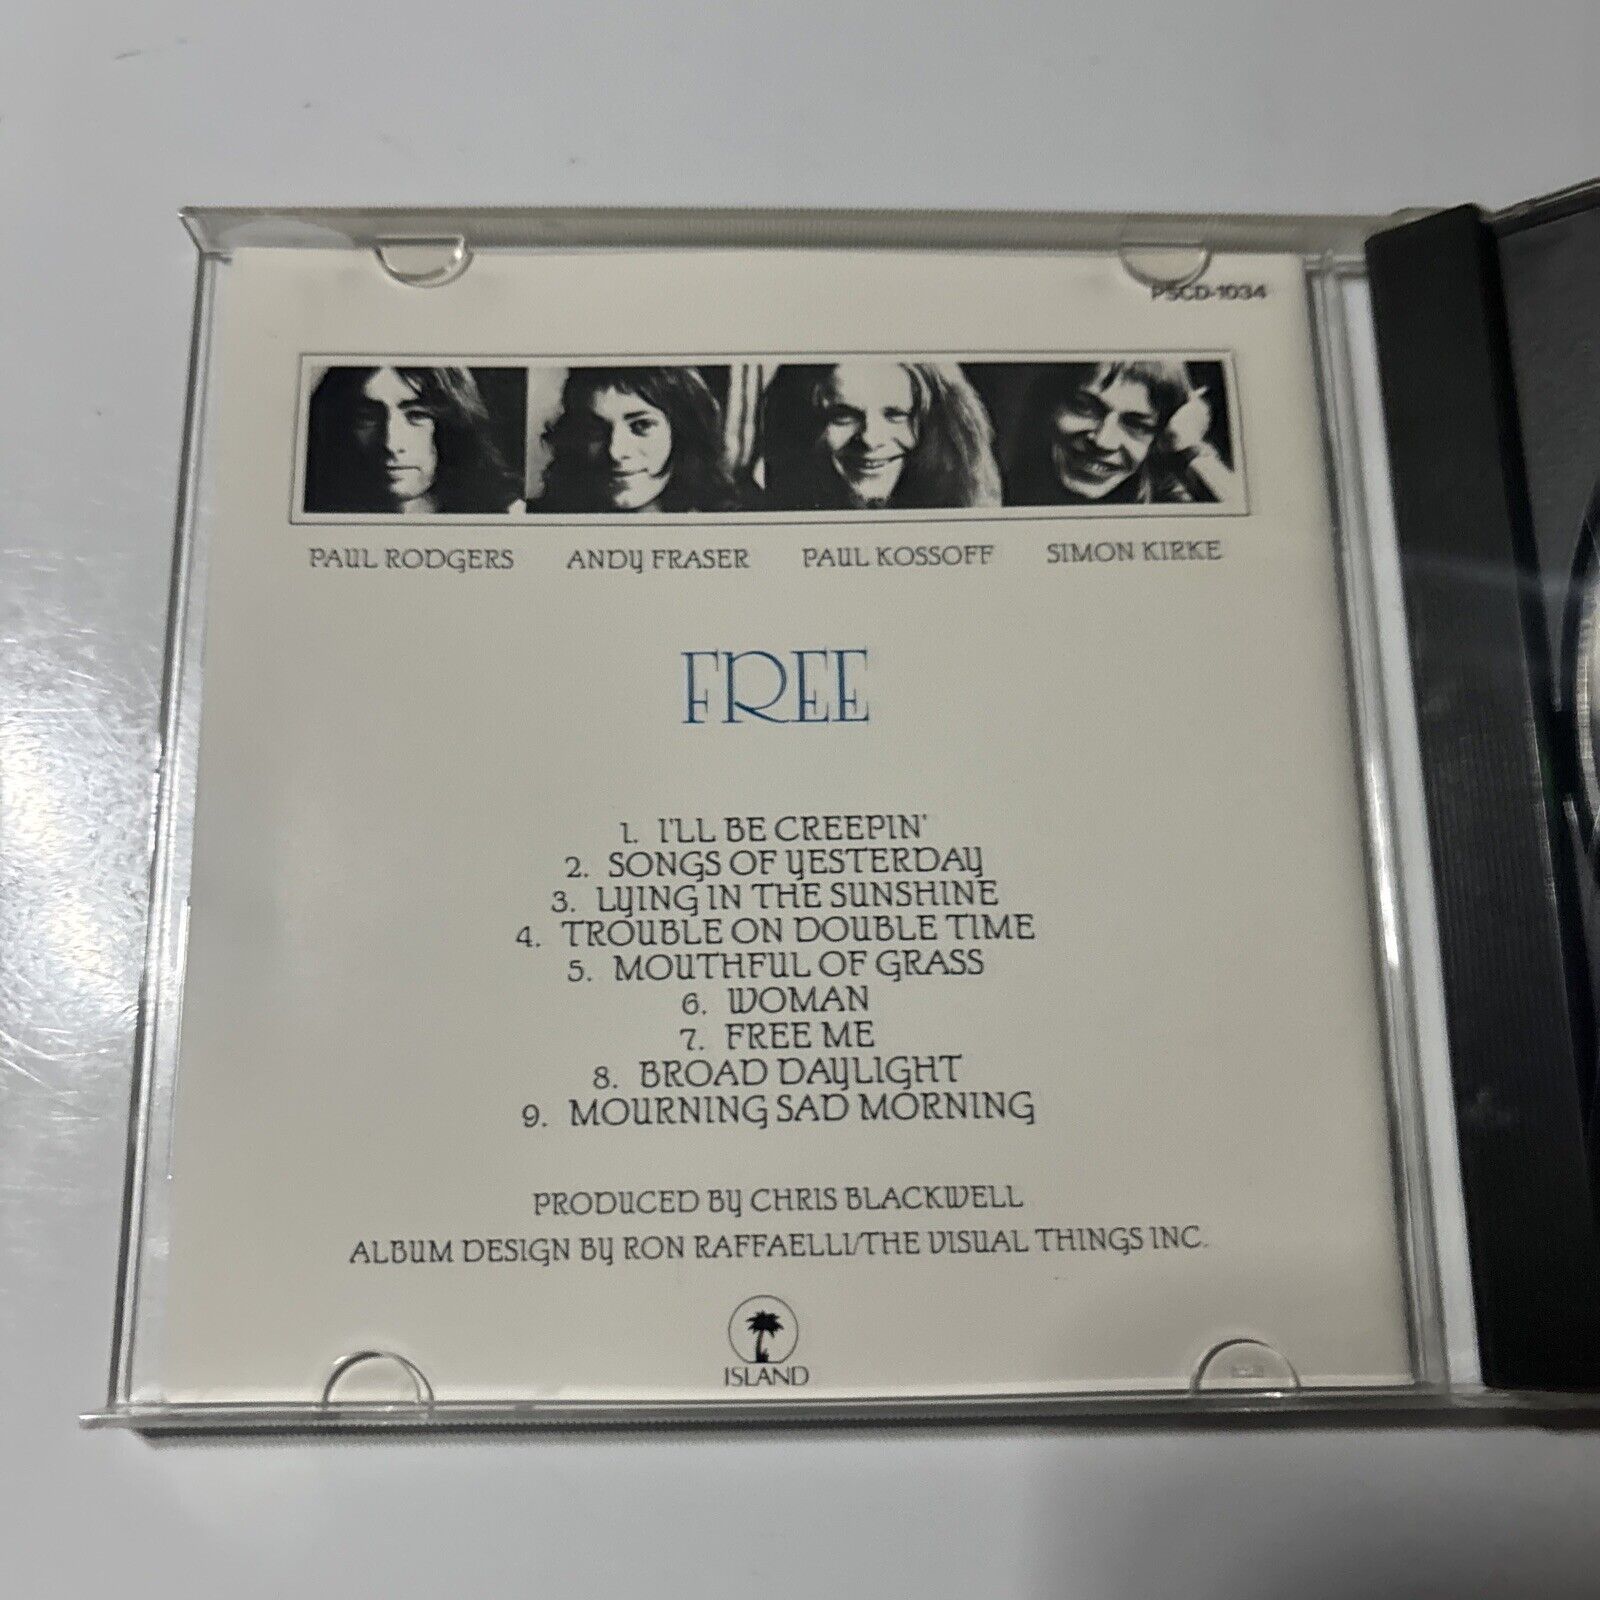 PSCD-1034
PAUL RODGERS ANDY FRASER PAUL KOSSOFF SIMON KIRKE
FREE
1. I'LL BE CREEPIN'
2. SONGS OF YESTERDAY
3. LYING IN THE SUNSHINE
4. TROUBLE ON DOUBLE TIME
5. MOUTHFUL OF GRASS
6. WOMAN
7. FREE ME
8. BROAD DAYLIGHT
9. MOURNING SAD MORNING
PRODUCED BY CHRIS BLACKWELL
ALBUM DESIGN BY RON RAFFAELLI/THE VISUAL THINGS INC.
ISLAND